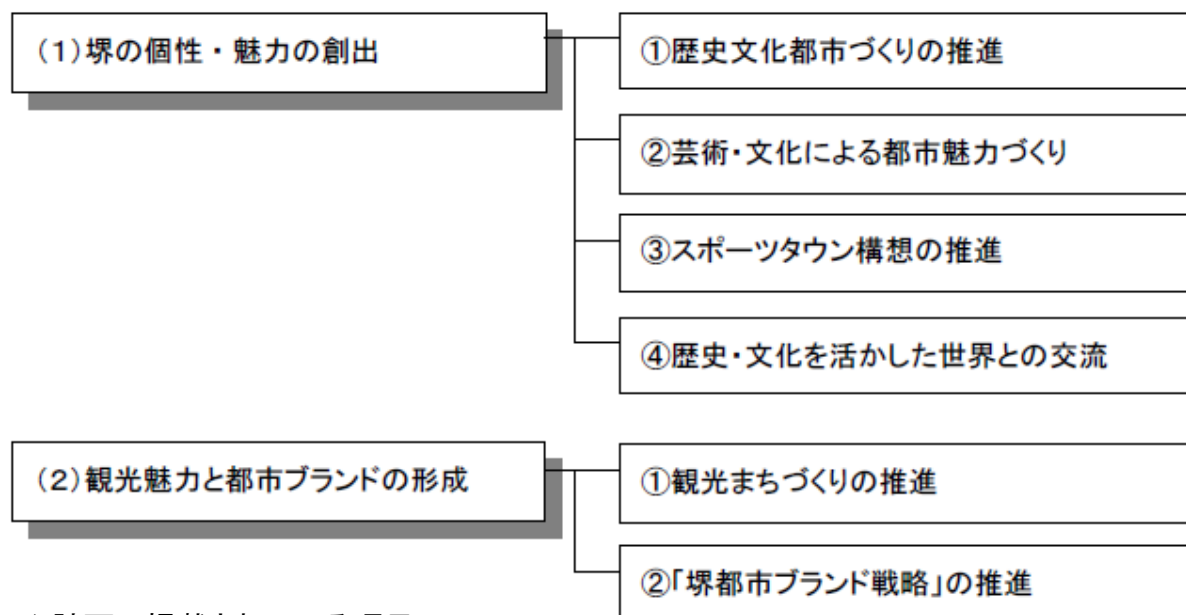 (1)堺の個性・魅力の創出
①歴史文化都市づくりの推進
②芸術・文化による都市魅力づくり
③スポーツタウン構想の推進
④歴史・文化を活かした世界との交流
(2)観光魅力と都市ブランドの形成
①観光まちづくりの推進
②「堺都市ブランド戦略」の推進